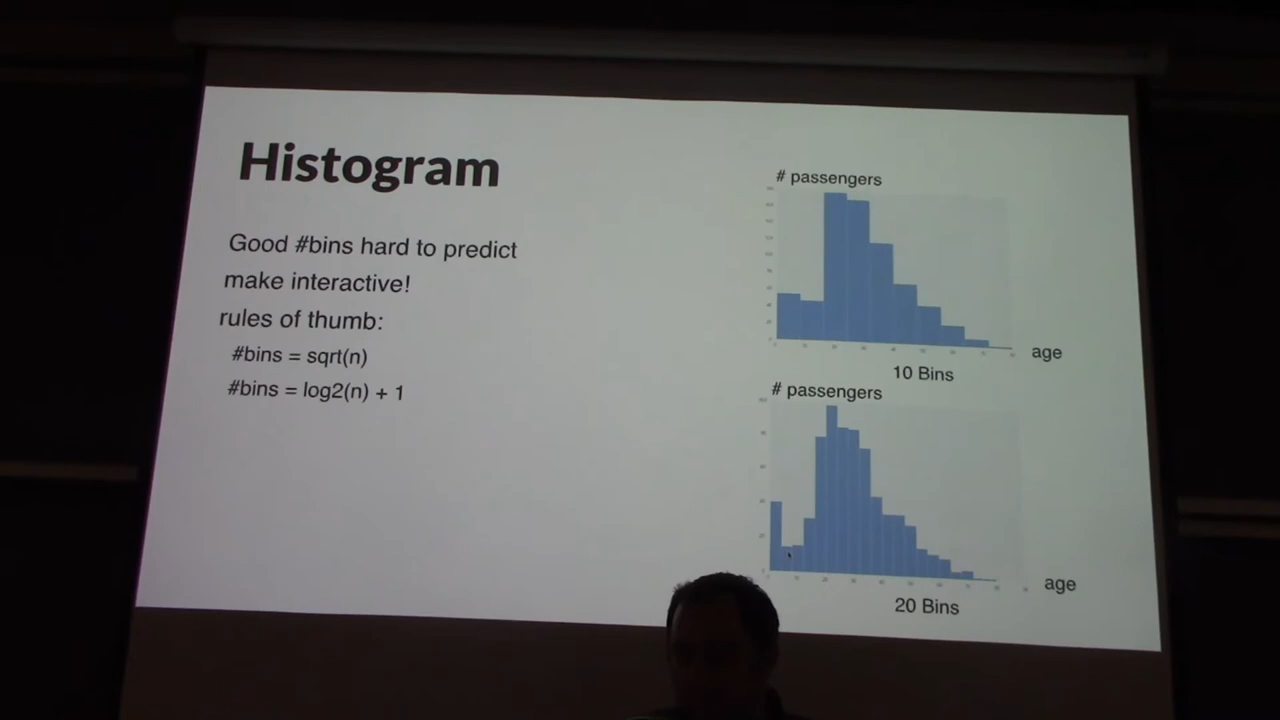 Histogram
Good #bins hard to predict
make interactive!
rules of thumb:
#bins = sqrt(n)
#bins = log2(n) + 1
# passengers
age
10 Bins
# passengers
age
20 Bins